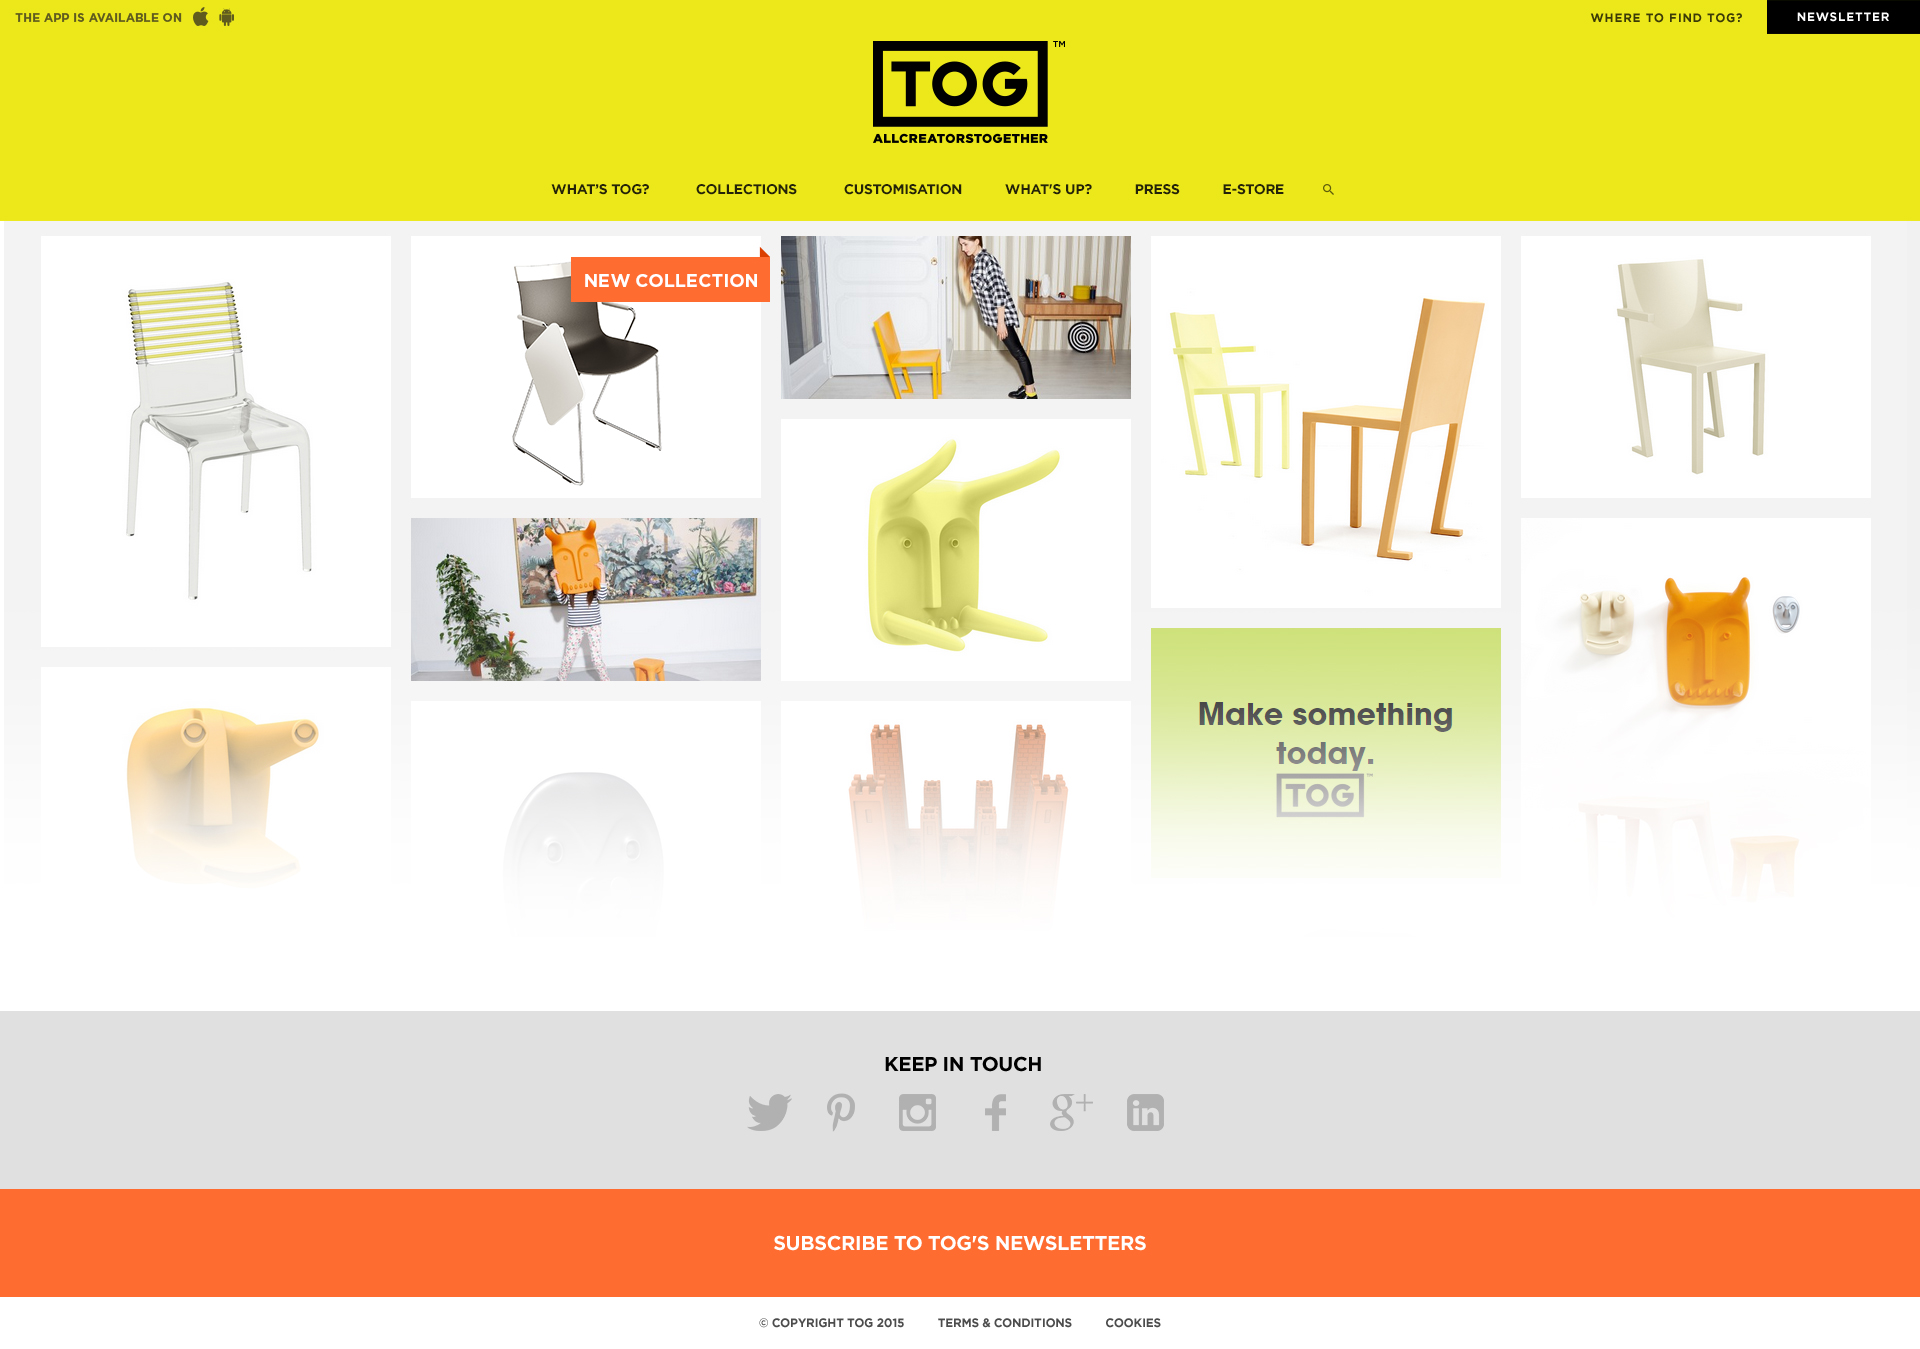 THE APP IS AVAILABLE ON
WHERE TO FIND TOG?
NEWSLETTER
TOG™
ALLCREATORSTOGETHER
WHAT'S TOG?
COLLECTIONS
CUSTOMISATION
WHAT'S UP?
PRESS
E-STORE
NEW COLLECTION
Make something
today.
TOG™
KEEP IN TOUCH
g+
in
SUBSCRIBE TO TOG'S NEWSLETTERS
© COPYRIGHT TOG 2015
TERMS & CONDITIONS
COOKIES